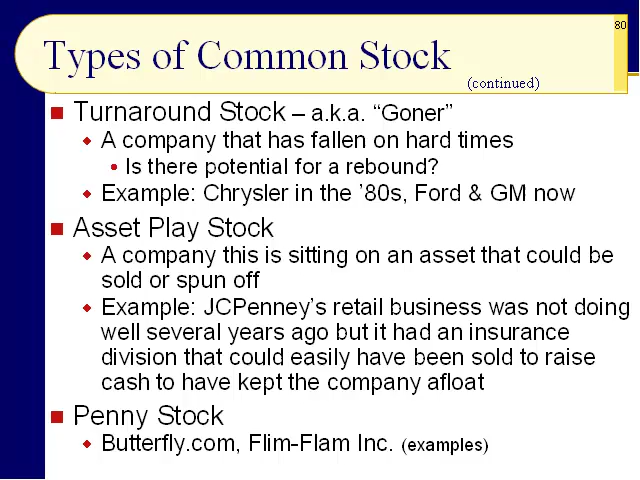 80
Types of Common Stock
(continued)
Turnaround Stock – a.k.a. “Goner”
A company that has fallen on hard times
Is there potential for a rebound?
Example: Chrysler in the ’80s, Ford & GM now
Asset Play Stock
A company this is sitting on an asset that could be
sold or spun off
Example: JCPenney’s retail business was not doing
well several years ago but it had an insurance
division that could easily have been sold to raise
cash to have kept the company afloat
Penny Stock
Butterfly.com, Flim-Flam Inc. (examples)